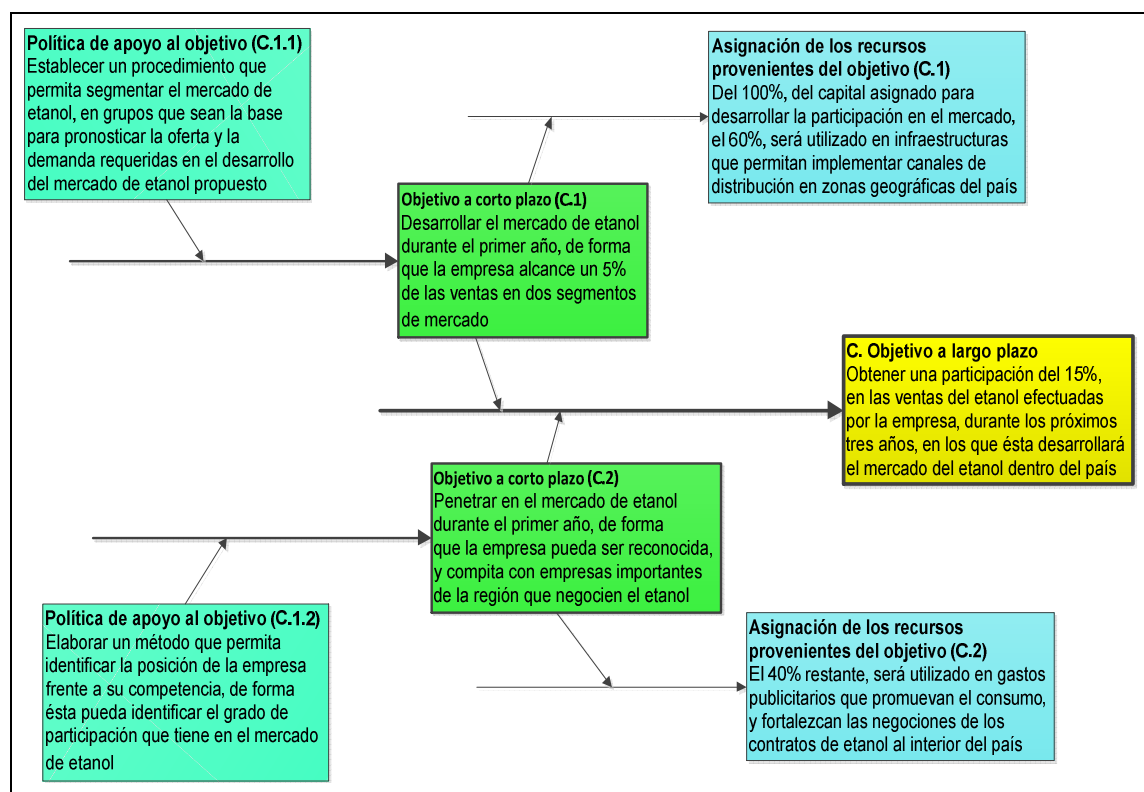 Política de apoyo al objetivo (C.1.1)
Establecer un procedimiento que
permita segmentar el mercado de
etanol, en grupos que sean la base
para pronosticar la oferta y la
demanda requeridas en el desarrollo
del mercado de etanol propuesto
Asignación de los recursos
provenientes del objetivo (C.1)
Del 100%, del capital asignado para
desarrollar la participación en el mercado,
el 60%, será utilizado en infraestructuras
que permitan implementar canales de
distribución en zonas geográficas del país
Objetivo a corto plazo (C.1)
Desarrollar el mercado de etanol
durante el primer año, de forma
que la empresa alcance un 5%
de las ventas en dos segmentos
de mercado
C. Objetivo a largo plazo
Obtener una participación del 15%,
en las ventas del etanol efectuadas
por la empresa, durante los próximos
tres años, en los que ésta desarrollará
el mercado del etanol dentro del país
Objetivo a corto plazo (C.2)
Penetrar en el mercado de etanol
durante el primer año, de forma
que la empresa pueda ser reconocida,
y compita con empresas importantes
de la región que negocien el etanol
Política de apoyo al objetivo (C.1.2)
Elaborar un método que permita
identificar la posición de la empresa
frente a su competencia, de forma
ésta pueda identificar el grado de
participación que tiene en el mercado
de etanol
Asignación de los recursos
provenientes del objetivo (C.2)
El 40% restante, será utilizado en gastos
publicitarios que promuevan el consumo,
y fortalezcan las negociones de los
contratos de etanol al interior del país